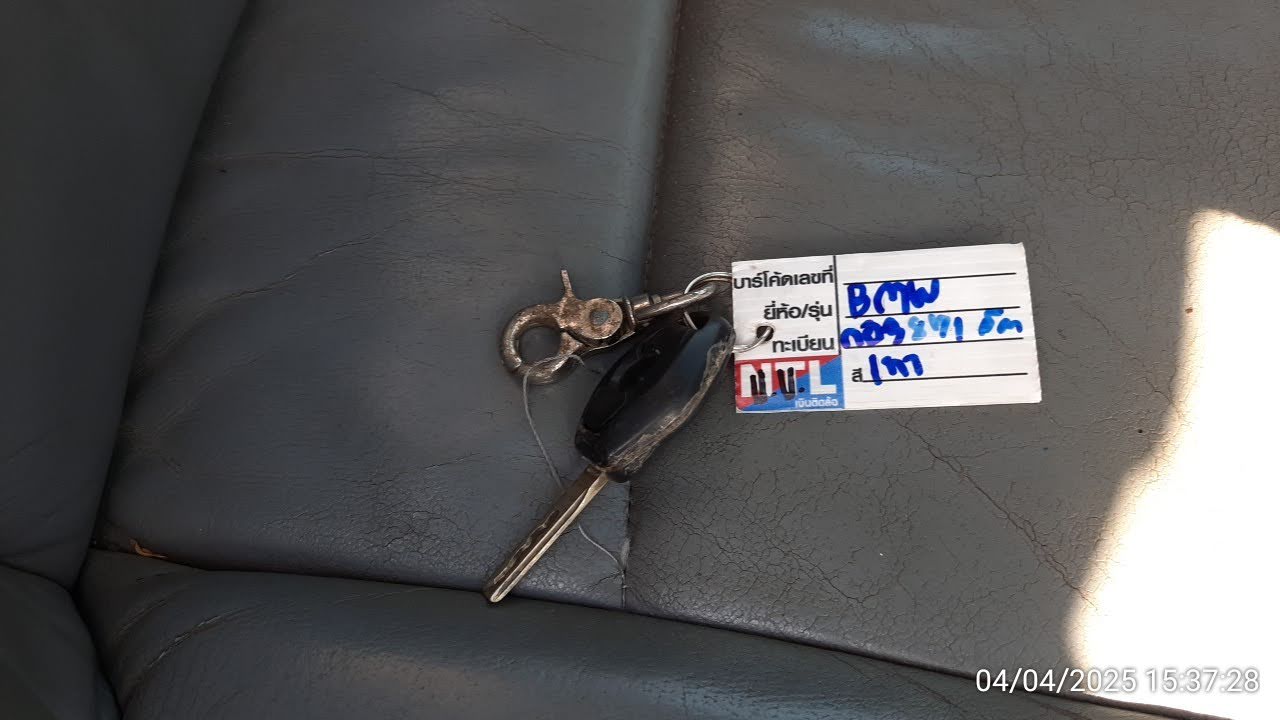 บาร์โค้ดเลขที่
ยี่ห้อ/รุ่น BMW
ทะเบียน
สี เทา
NTL
เงินติดล้อ
04/04/2025 15:37:28